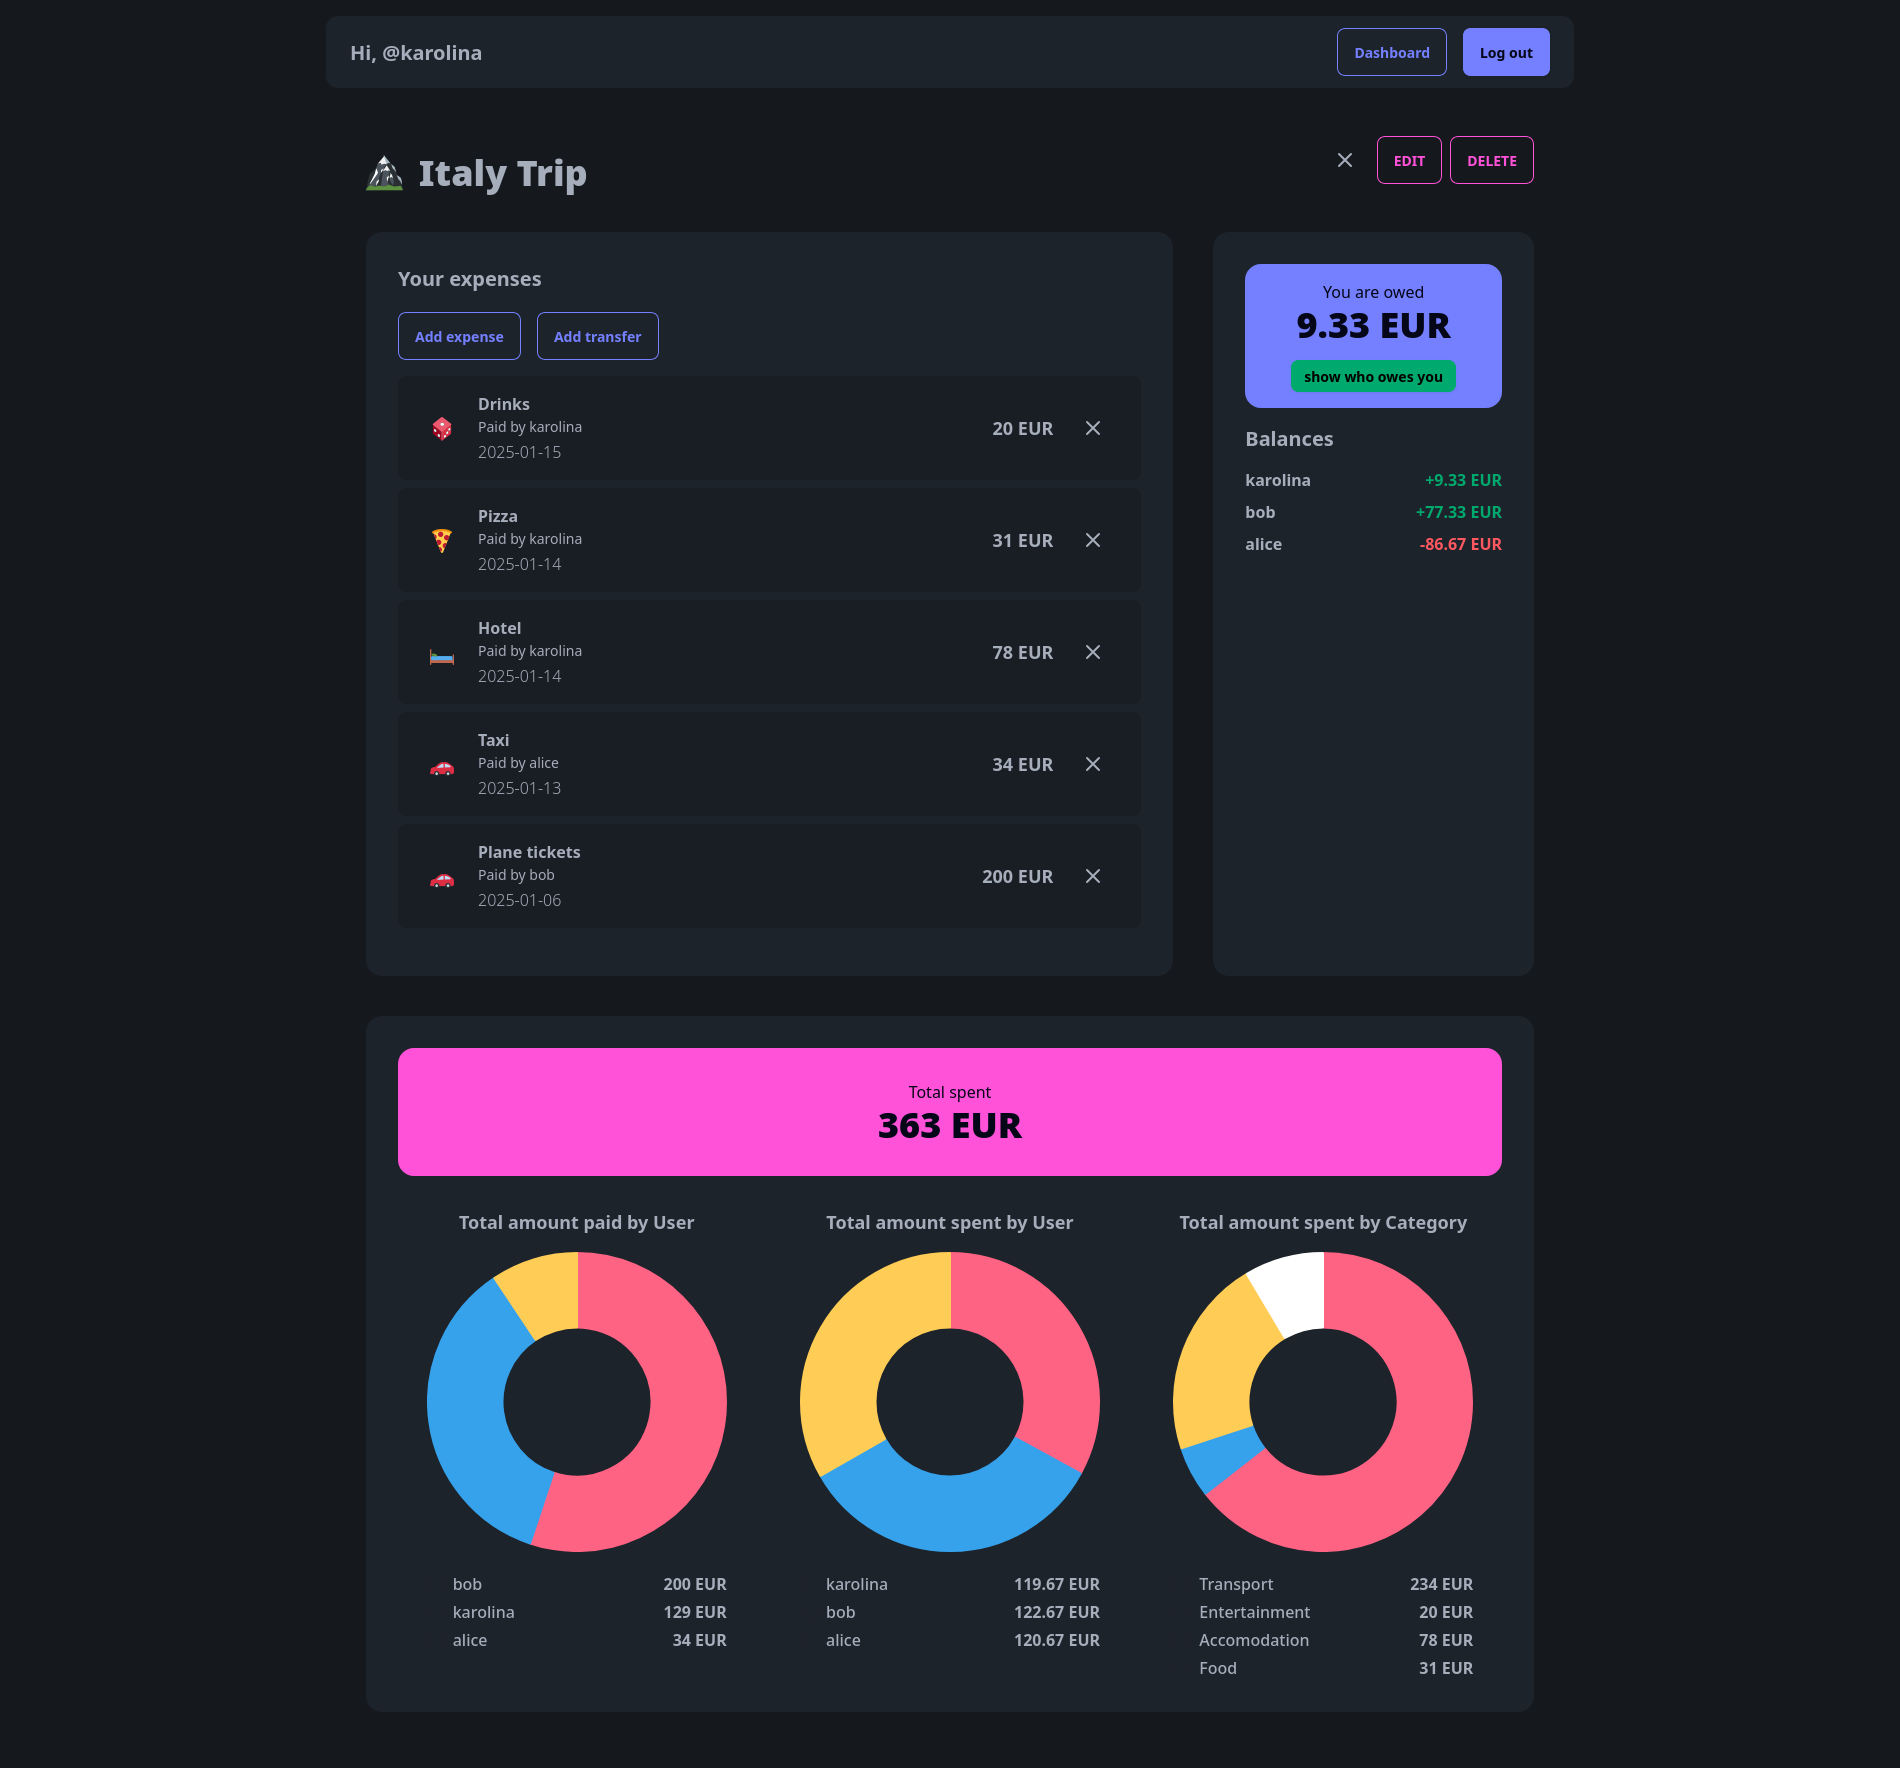 Hi, @karolina
Dashboard
Log out
Italy Trip
EDIT
DELETE
Your expenses
Add expense
Add transfer
Drinks
Paid by karolina
2025-01-15
20 EUR
Pizza
Paid by karolina
2025-01-14
31 EUR
Hotel
Paid by karolina
2025-01-14
78 EUR
Taxi
Paid by alice
2025-01-13
34 EUR
Plane tickets
Paid by bob
2025-01-06
200 EUR
You are owed
9.33 EUR
show who owes you
Balances
karolina +9.33 EUR
bob +77.33 EUR
alice -86.67 EUR
Total spent
363 EUR
Total amount paid by User
bob 200 EUR
karolina 129 EUR
alice 34 EUR
Total amount spent by User
karolina 119.67 EUR
bob 122.67 EUR
alice 120.67 EUR
Total amount spent by Category
Transport 234 EUR
Entertainment 20 EUR
Accomodation 78 EUR
Food 31 EUR